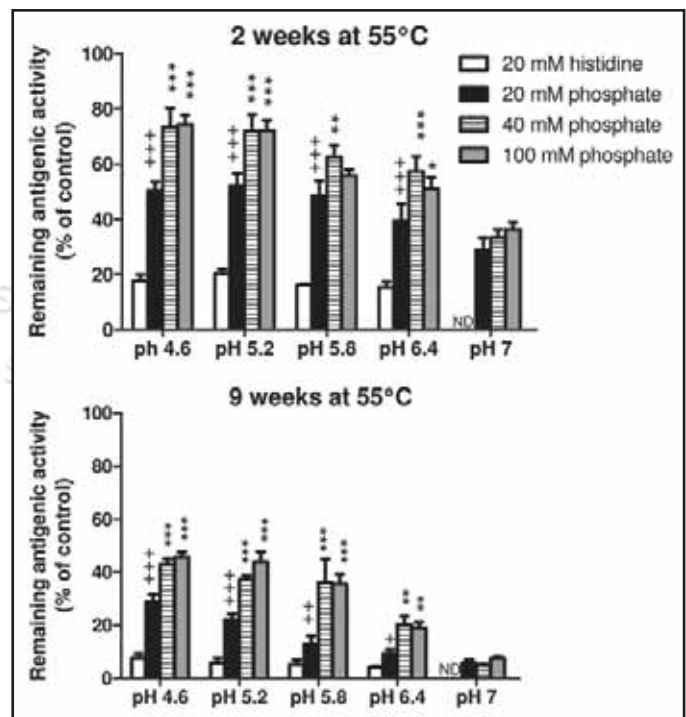 2 weeks at 55°C
Remaining antigenic activity
(% of control)
100
80
60
40
20
0
20 mM histidine
20 mM phosphate
40 mM phosphate
100 mM phosphate
+++
***
***
+++
***
***
+++
**
+++
***
*
ND
ph 4.6
pH 5.2
pH 5.8
pH 6.4
pH 7
9 weeks at 55°C
Remaining antigenic activity
(% of control)
100
80
60
40
20
0
+++
***
***
+++
***
***
++
***
***
+
**
**
ND
pH 4.6
pH 5.2
pH 5.8
pH 6.4
pH 7